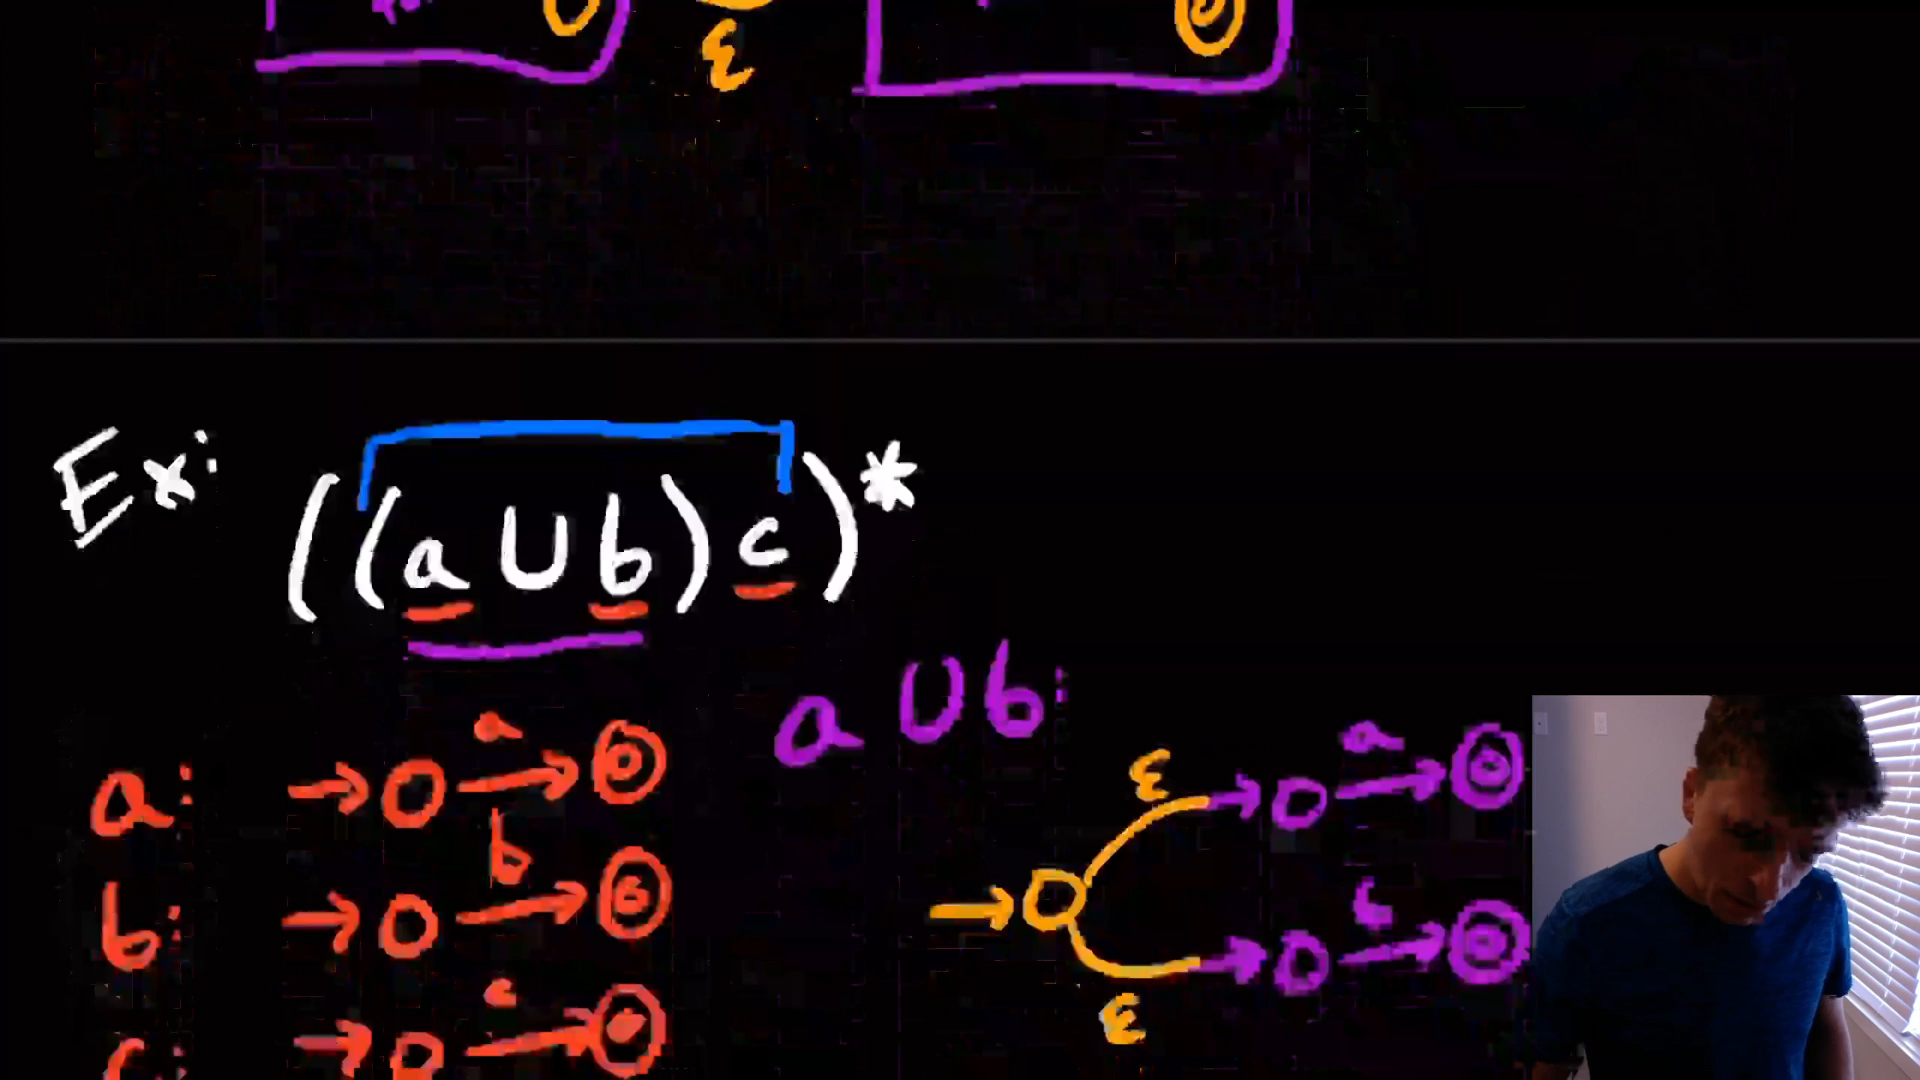 ε
Ex: ((a ∪ b) c)*
a ∪ b:
a: a
b: b
c: c
ε a
ε b